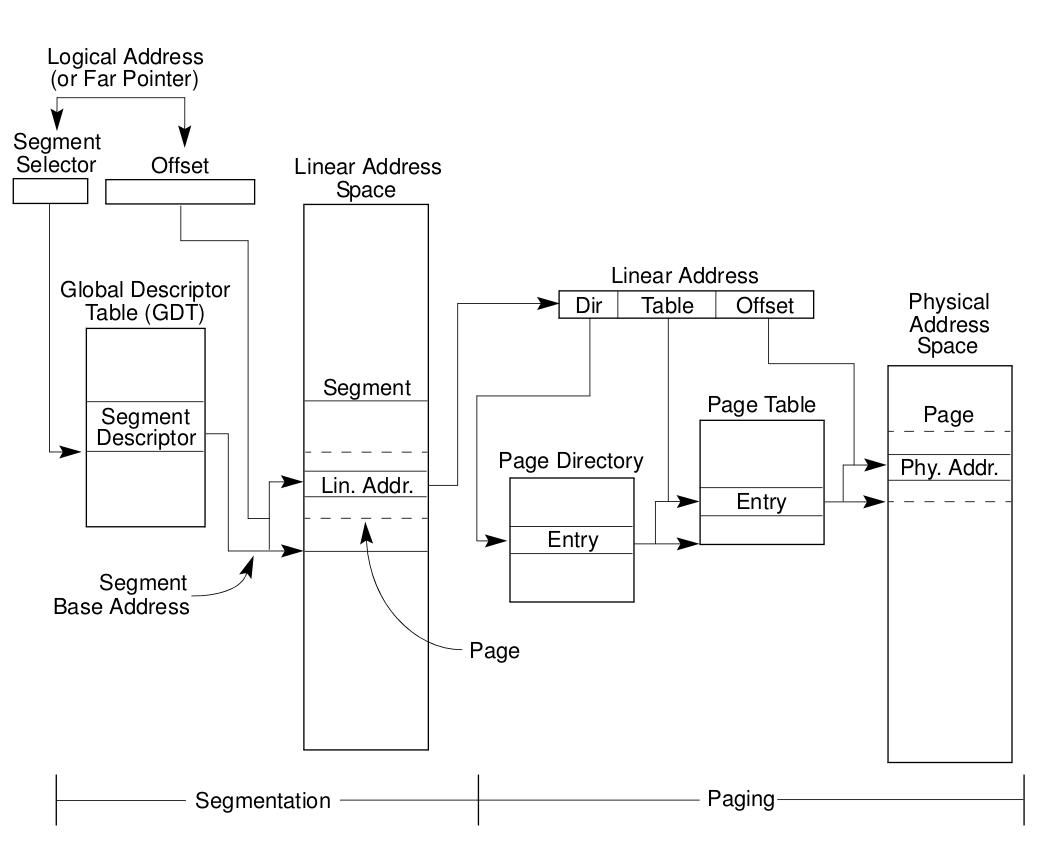 Logical Address
(or Far Pointer)
Segment
Selector
Offset
Linear Address
Space
Global Descriptor
Table (GDT)
Segment
Descriptor
Segment
Base Address
Segment
Lin. Addr.
Page
Linear Address
Dir
Table
Offset
Page Directory
Entry
Page Table
Entry
Physical
Address
Space
Page
Phy. Addr.
Segmentation
Paging